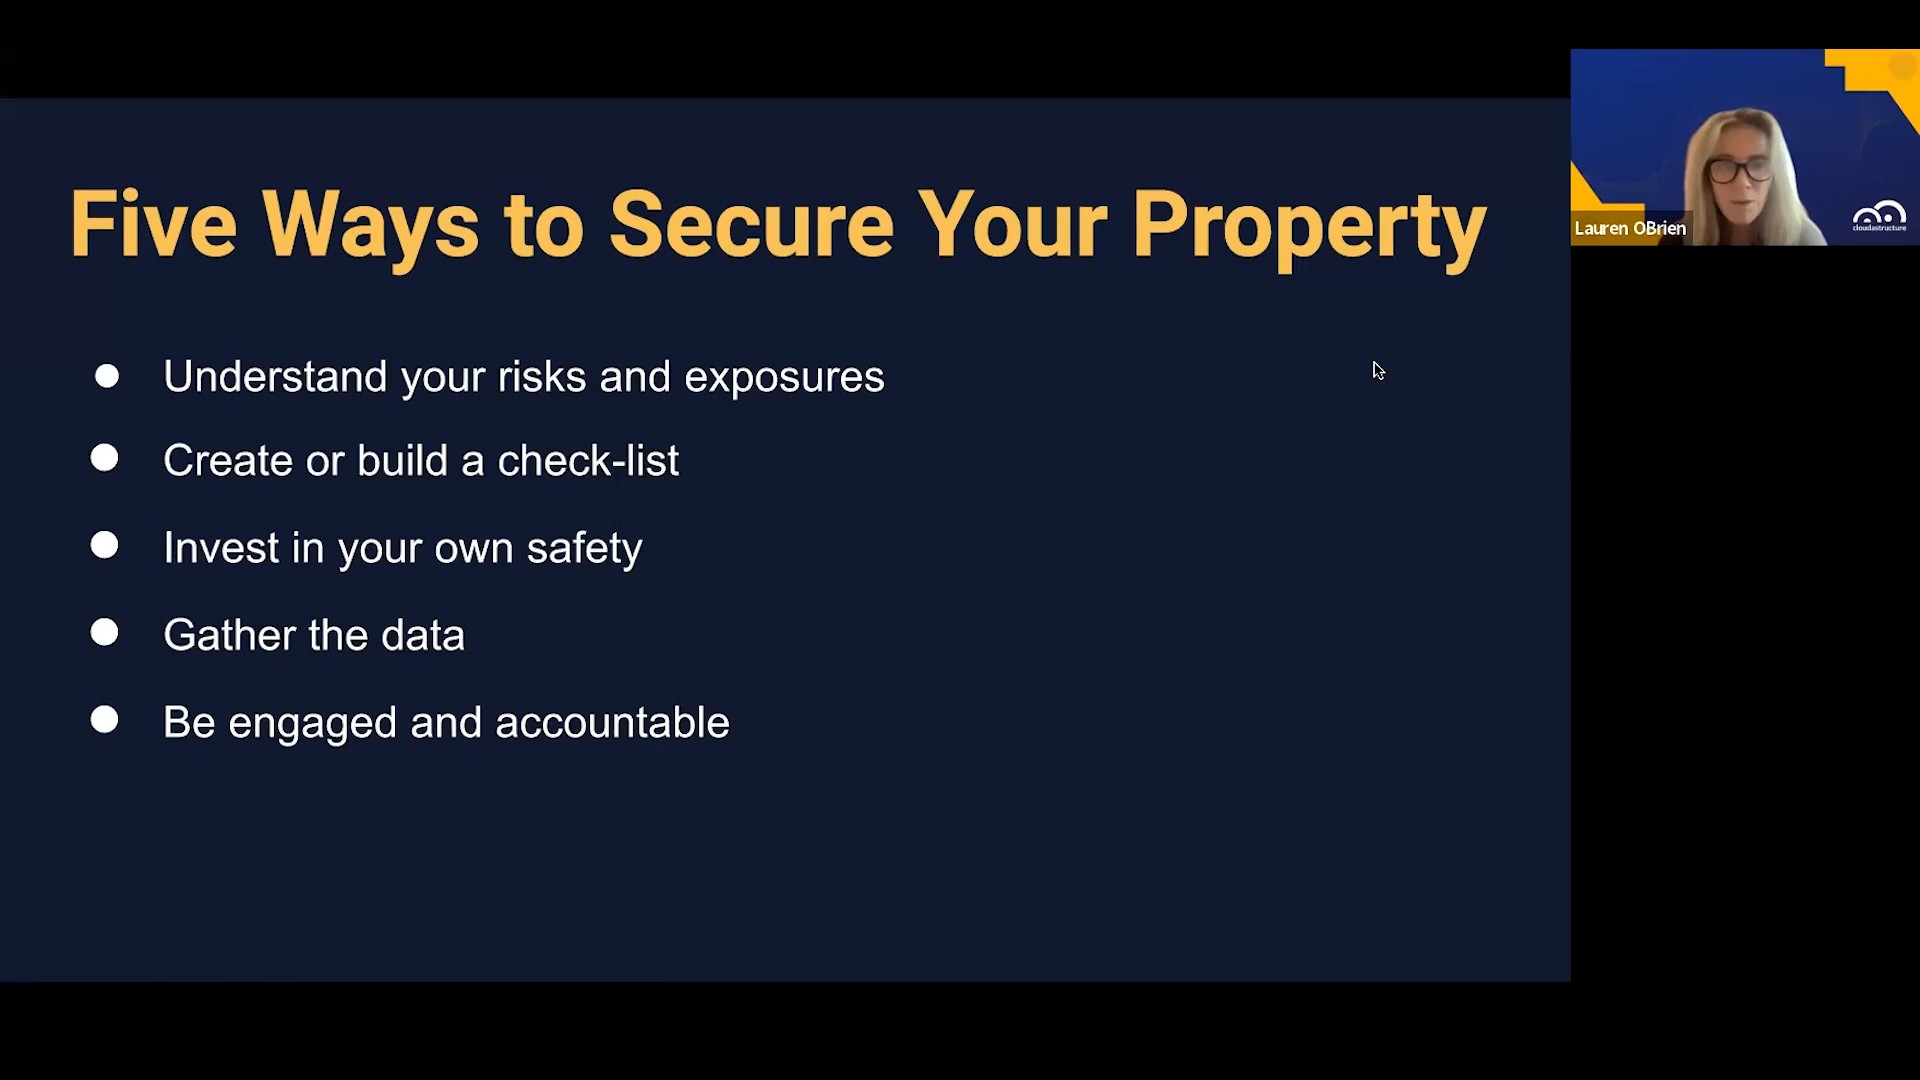 Five Ways to Secure Your Property
Understand your risks and exposures
Create or build a check-list
Invest in your own safety
Gather the data
Be engaged and accountable
Lauren OBrien
cloudastructure